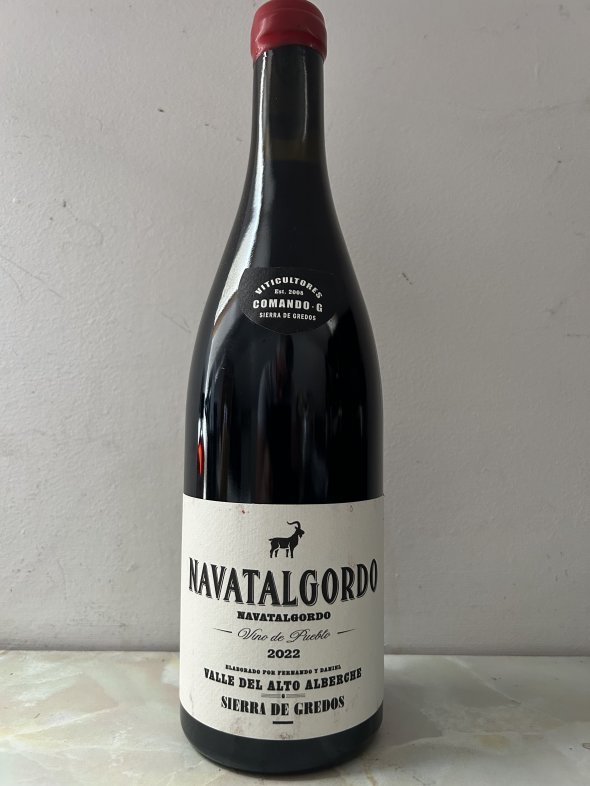 VITICULTORES
Est. 2008
COMANDO·G
SIERRA DE GREDOS
NAVATALGORDO
NAVATALGORDO
Vino de Pueblo
2022
ELABORADO POR FERNANDO Y DANIEL
VALLE DEL ALTO ALBERCHE
SIERRA DE GREDOS